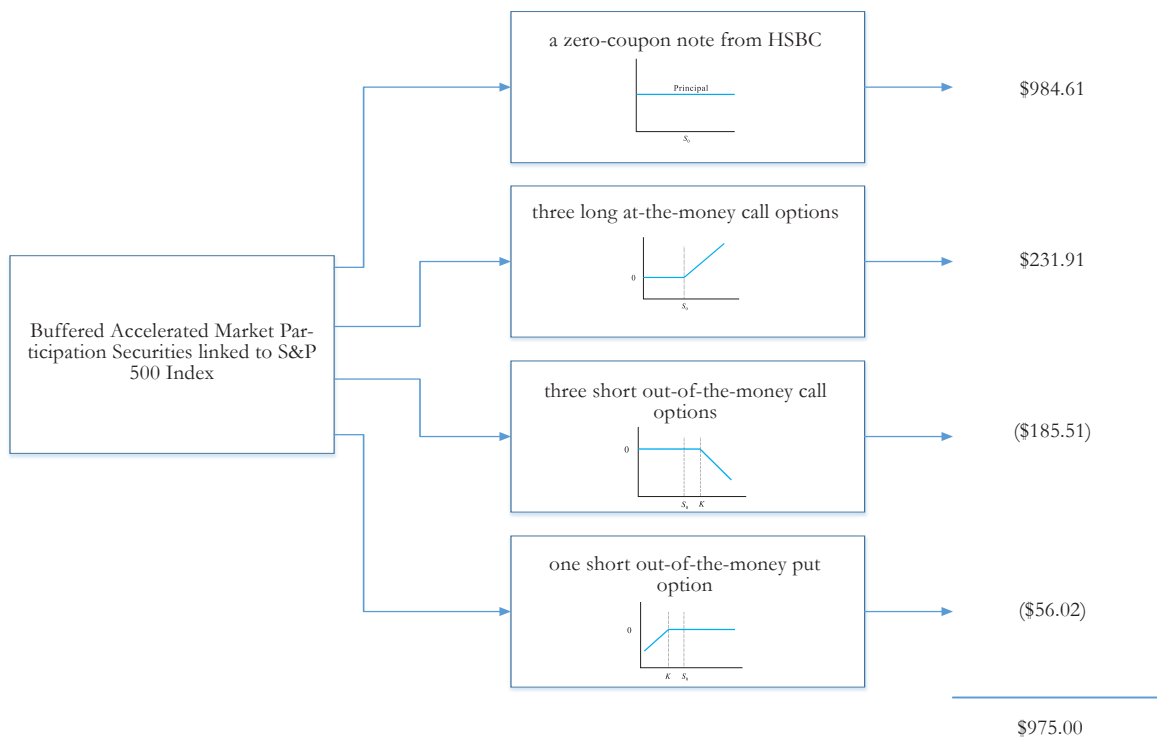 a zero-coupon note from HSBC
Principal
S₀
$984.61
three long at-the-money call options
0
S₀
$231.91
Buffered Accelerated Market Par-
ticipation Securities linked to S&P
500 Index
three short out-of-the-money call
options
0
S₀ K
($185.51)
one short out-of-the-money put
option
0
K S₀
($56.02)
$975.00